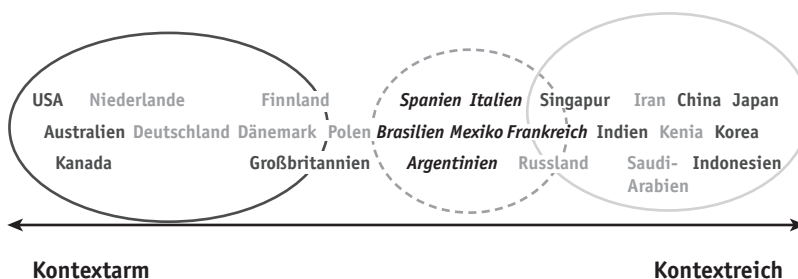 USA Niederlande Finnland Spanien Italien Singapur Iran China Japan
Australien Deutschland Dänemark Polen Brasilien Mexiko Frankreich Indien Kenia Korea
Kanada Großbritannien Argentinien Russland Saudi- Indonesien
Arabien
Kontextarm Kontextreich